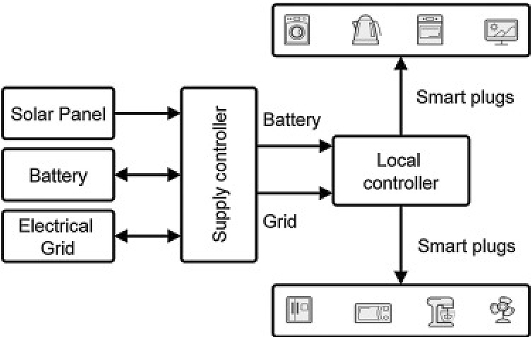 Smart plugs
Solar Panel
Battery
Electrical
Grid
Supply controller
Battery
Grid
Local
controller
Smart plugs